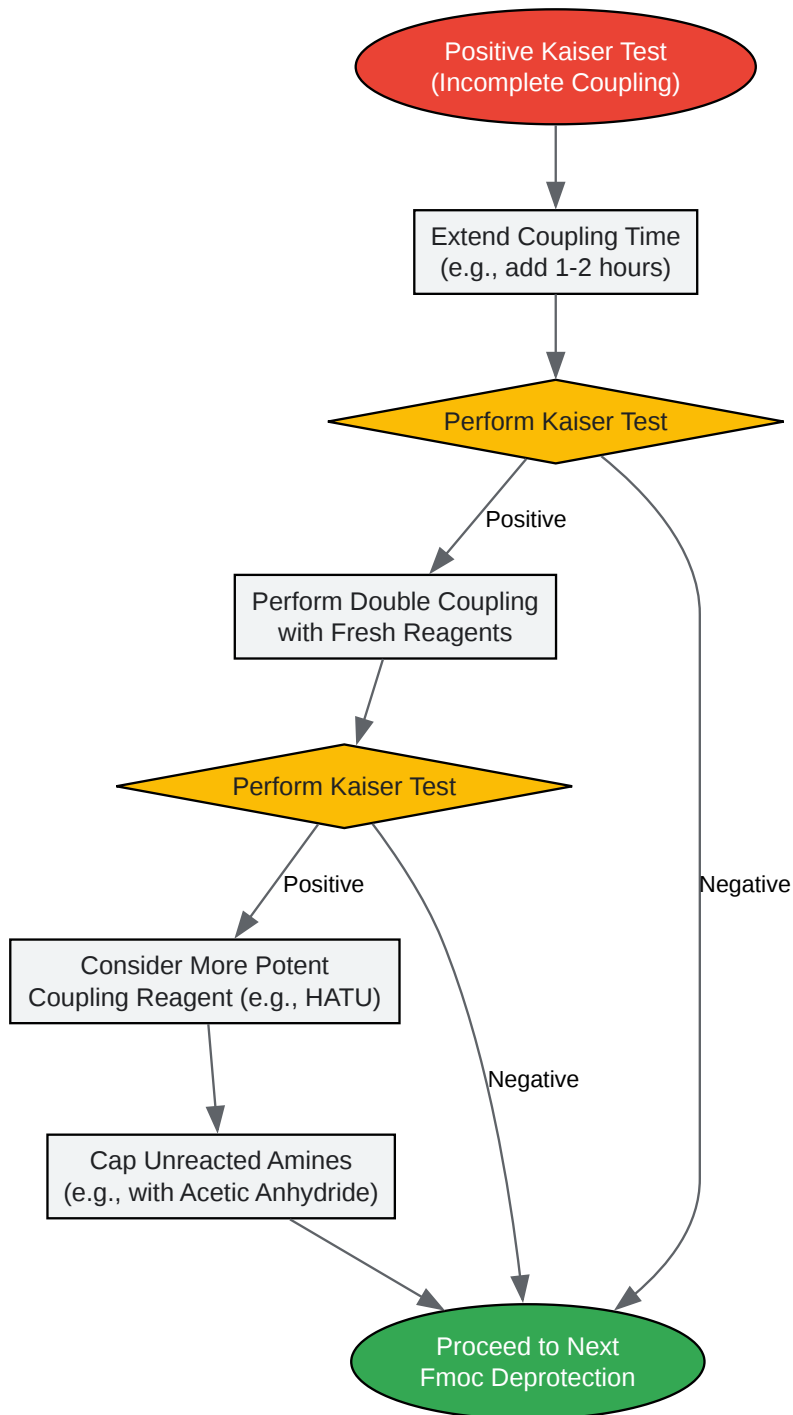 Positive Kaiser Test
(Incomplete Coupling)
Extend Coupling Time
(e.g., add 1-2 hours)
Perform Kaiser Test
Positive
Perform Double Coupling
with Fresh Reagents
Perform Kaiser Test
Positive
Negative
Consider More Potent
Coupling Reagent (e.g., HATU)
Negative
Cap Unreacted Amines
(e.g., with Acetic Anhydride)
Proceed to Next
Fmoc Deprotection